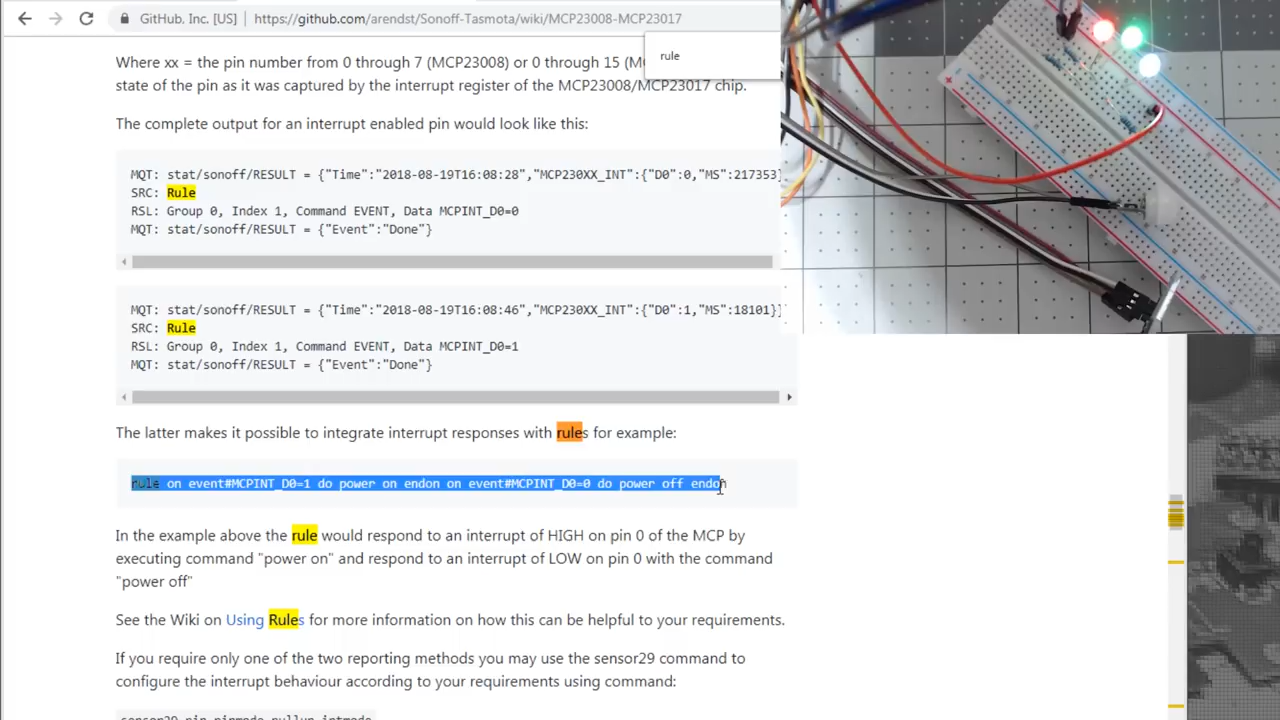 GitHub, Inc. [US]
https://github.com/arendst/Sonoff-Tasmota/wiki/MCP23008-MCP23017
rule
Where xx = the pin number from 0 through 7 (MCP23008) or 0 through 15 (M
state of the pin as it was captured by the interrupt register of the MCP23008/MCP23017 chip.
The complete output for an interrupt enabled pin would look like this:
MQT: stat/sonoff/RESULT = {"Time":"2018-08-19T16:08:28","MCP230XX_INT":{"D0":0,"MS":217353}
SRC: Rule
RSL: Group 0, Index 1, Command EVENT, Data MCPINT_D0=0
MQT: stat/sonoff/RESULT = {"Event":"Done"}
MQT: stat/sonoff/RESULT = {"Time":"2018-08-19T16:08:46","MCP230XX_INT":{"D0":1,"MS":18101}}
SRC: Rule
RSL: Group 0, Index 1, Command EVENT, Data MCPINT_D0=1
MQT: stat/sonoff/RESULT = {"Event":"Done"}
The latter makes it possible to integrate interrupt responses with rules for example:
rule on event#MCPINT_D0=1 do power on endon on event#MCPINT_D0=0 do power off endon
In the example above the rule would respond to an interrupt of HIGH on pin 0 of the MCP by
executing command "power on" and respond to an interrupt of LOW on pin 0 with the command
"power off"
See the Wiki on Using Rules for more information on how this can be helpful to your requirements.
If you require only one of the two reporting methods you may use the sensor29 command to
configure the interrupt behaviour according to your requirements using command:
sensor29 pin,pinmode,pullup,intmode